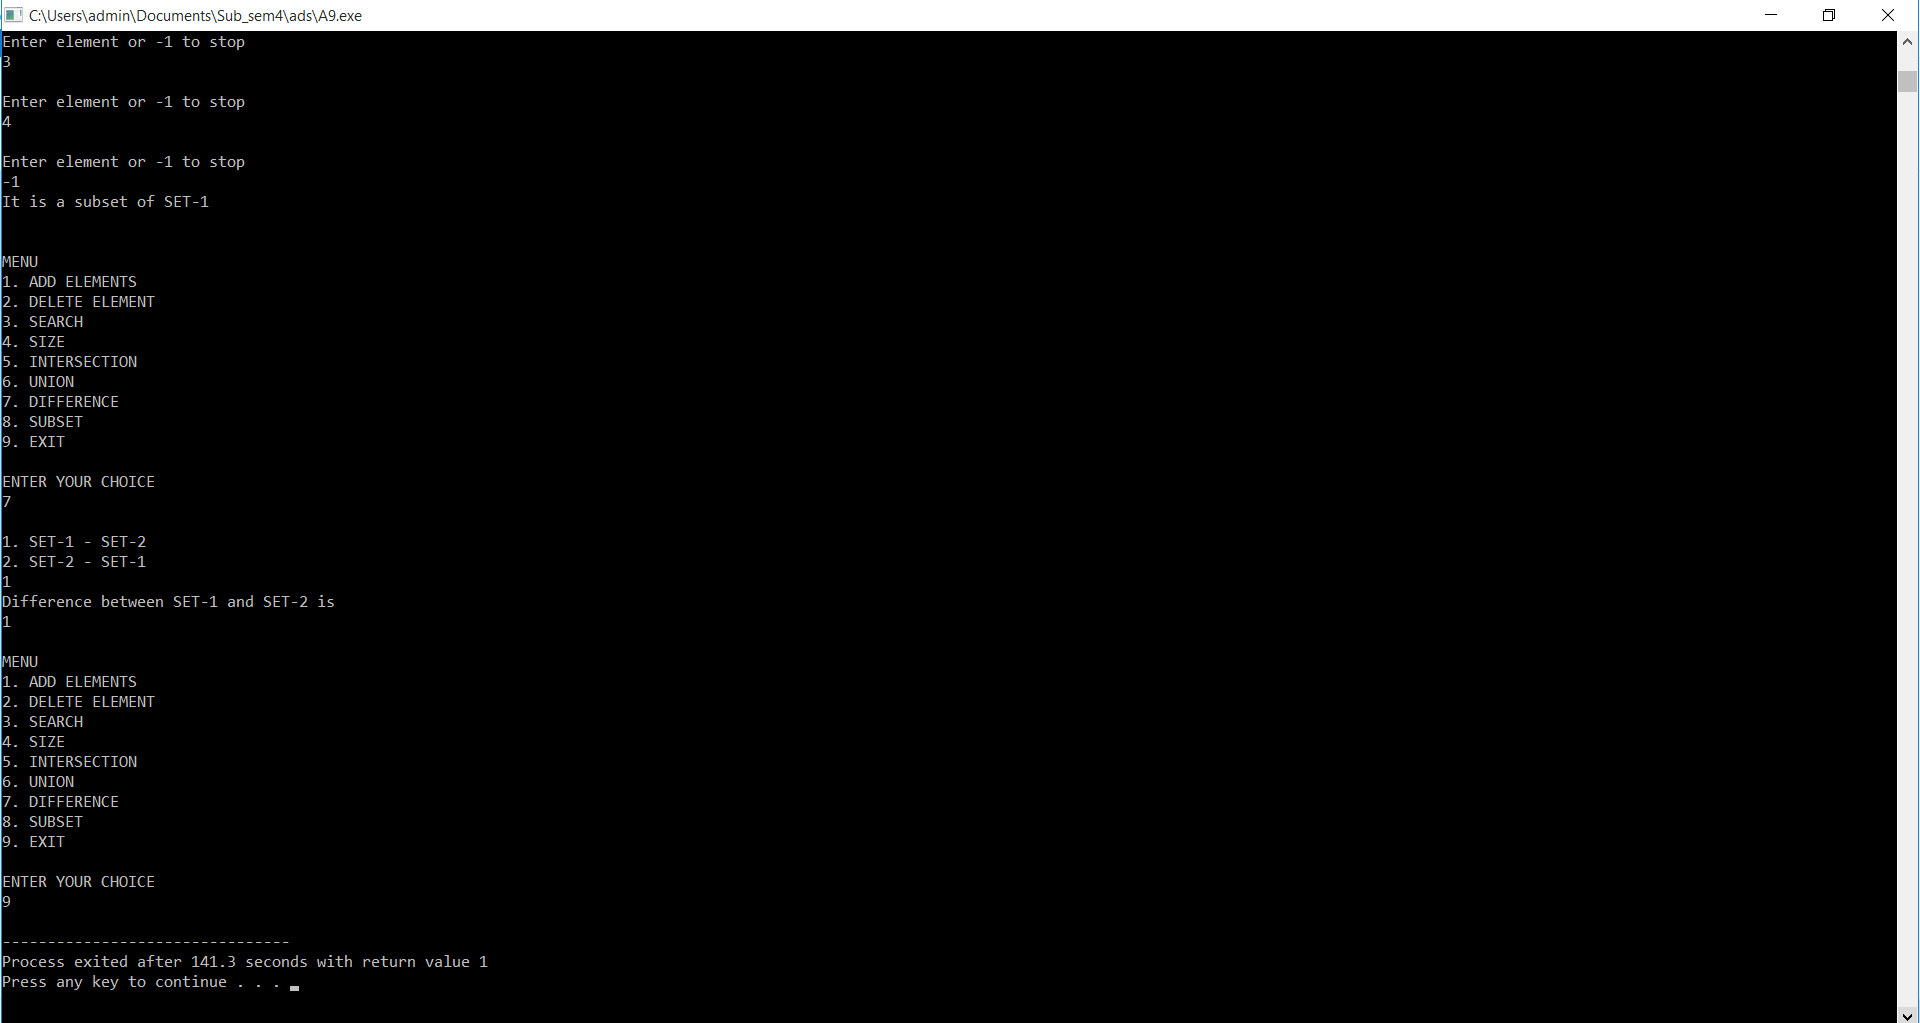 C:\Users\admin\Documents\Sub_sem4\ads\A9.exe
Enter element or -1 to stop
3
Enter element or -1 to stop
4
Enter element or -1 to stop
-1
It is a subset of SET-1
MENU
1. ADD ELEMENTS
2. DELETE ELEMENT
3. SEARCH
4. SIZE
5. INTERSECTION
6. UNION
7. DIFFERENCE
8. SUBSET
9. EXIT
ENTER YOUR CHOICE
7
1. SET-1 - SET-2
2. SET-2 - SET-1
1
Difference between SET-1 and SET-2 is
1
MENU
1. ADD ELEMENTS
2. DELETE ELEMENT
3. SEARCH
4. SIZE
5. INTERSECTION
6. UNION
7. DIFFERENCE
8. SUBSET
9. EXIT
ENTER YOUR CHOICE
9
--------------------------------
Process exited after 141.3 seconds with return value 1
Press any key to continue . . .